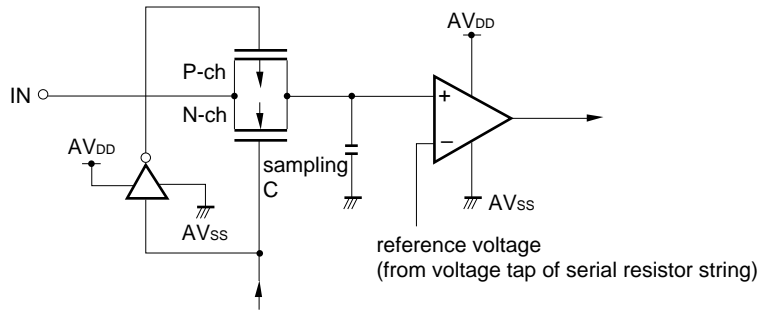 AVDD
P-ch
IN
N-ch
+
−
AVDD
sampling
C
AVSS
AVSS
reference voltage
(from voltage tap of serial resistor string)